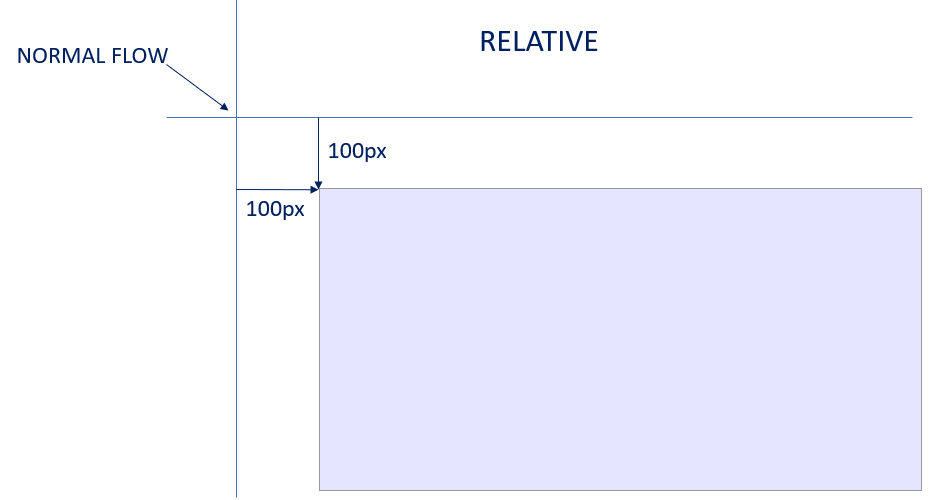 RELATIVE
NORMAL FLOW
100px
100px